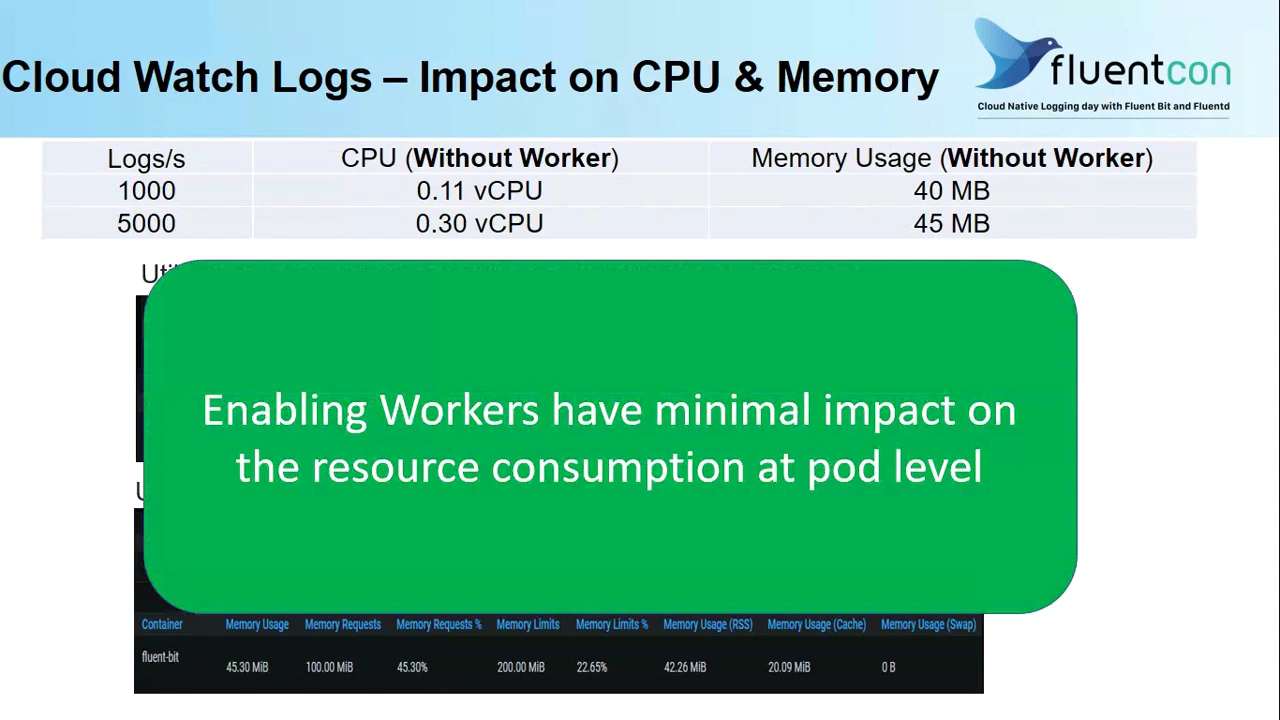 Cloud Watch Logs – Impact on CPU & Memory
fluentcon
Cloud Native Logging day with Fluent Bit and Fluentd
Logs/s CPU (Without Worker) Memory Usage (Without Worker)
1000 0.11 vCPU 40 MB
5000 0.30 vCPU 45 MB
Enabling Workers have minimal impact on
the resource consumption at pod level
Container Memory Usage Memory Requests Memory Requests % Memory Limits Memory Limits % Memory Usage (RSS) Memory Usage (Cache) Memory Usage (Swap)
fluent-bit 45.30 MiB 100.00 MiB 45.30% 200.00 MiB 22.65% 42.26 MiB 20.09 MiB 0 B